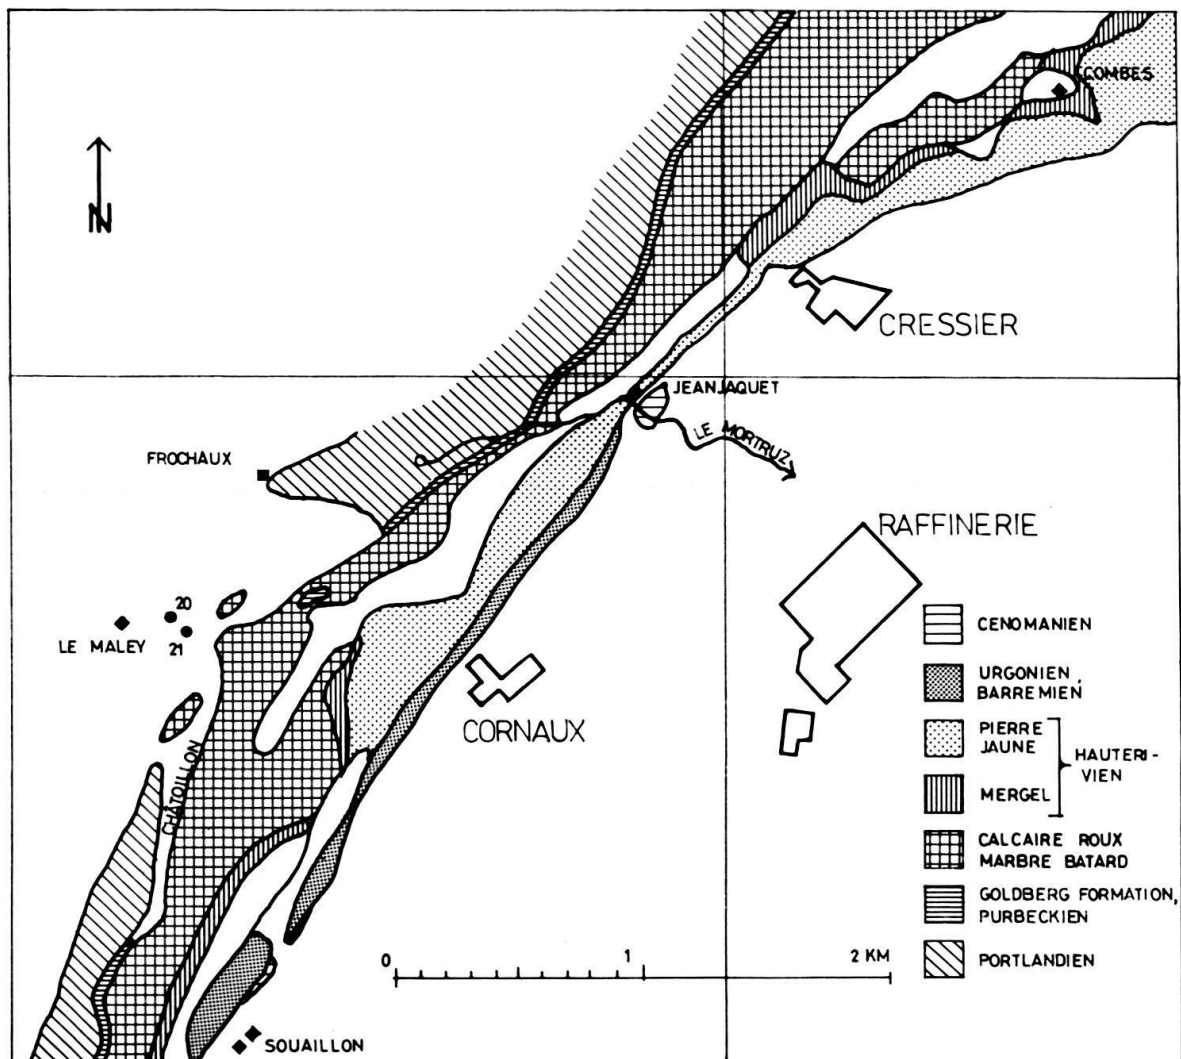 COMBES
N
CRESSIER
JEANJAQUET
LE MORTRUZ
FROCHAUX
RAFFINERIE
20
LE MALEY
21
CENOMANIEN
URGONIEN,
BARREMIEN
CORNAUX
PIERRE
JAUNE
HAUTERI-
VIEN
MERGEL
CHÂTOILLON
CALCAIRE ROUX
MARBRE BATARD
GOLDBERG FORMATION,
PURBECKIEN
0 1 2 KM
PORTLANDIEN
SOUAILLON